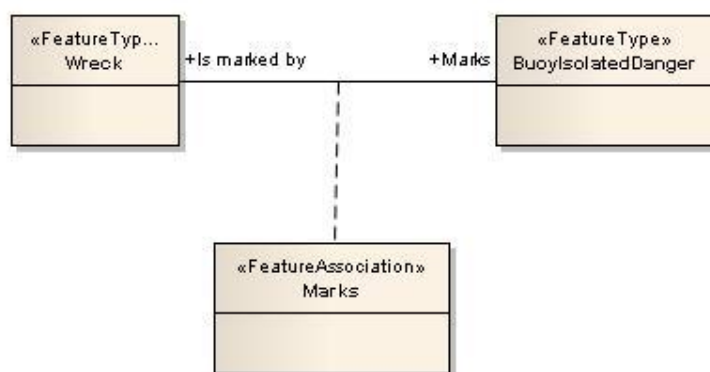 «FeatureTyp...
Wreck
+Is marked by
+Marks
«FeatureType»
BuoyIsolatedDanger
«FeatureAssociation»
Marks